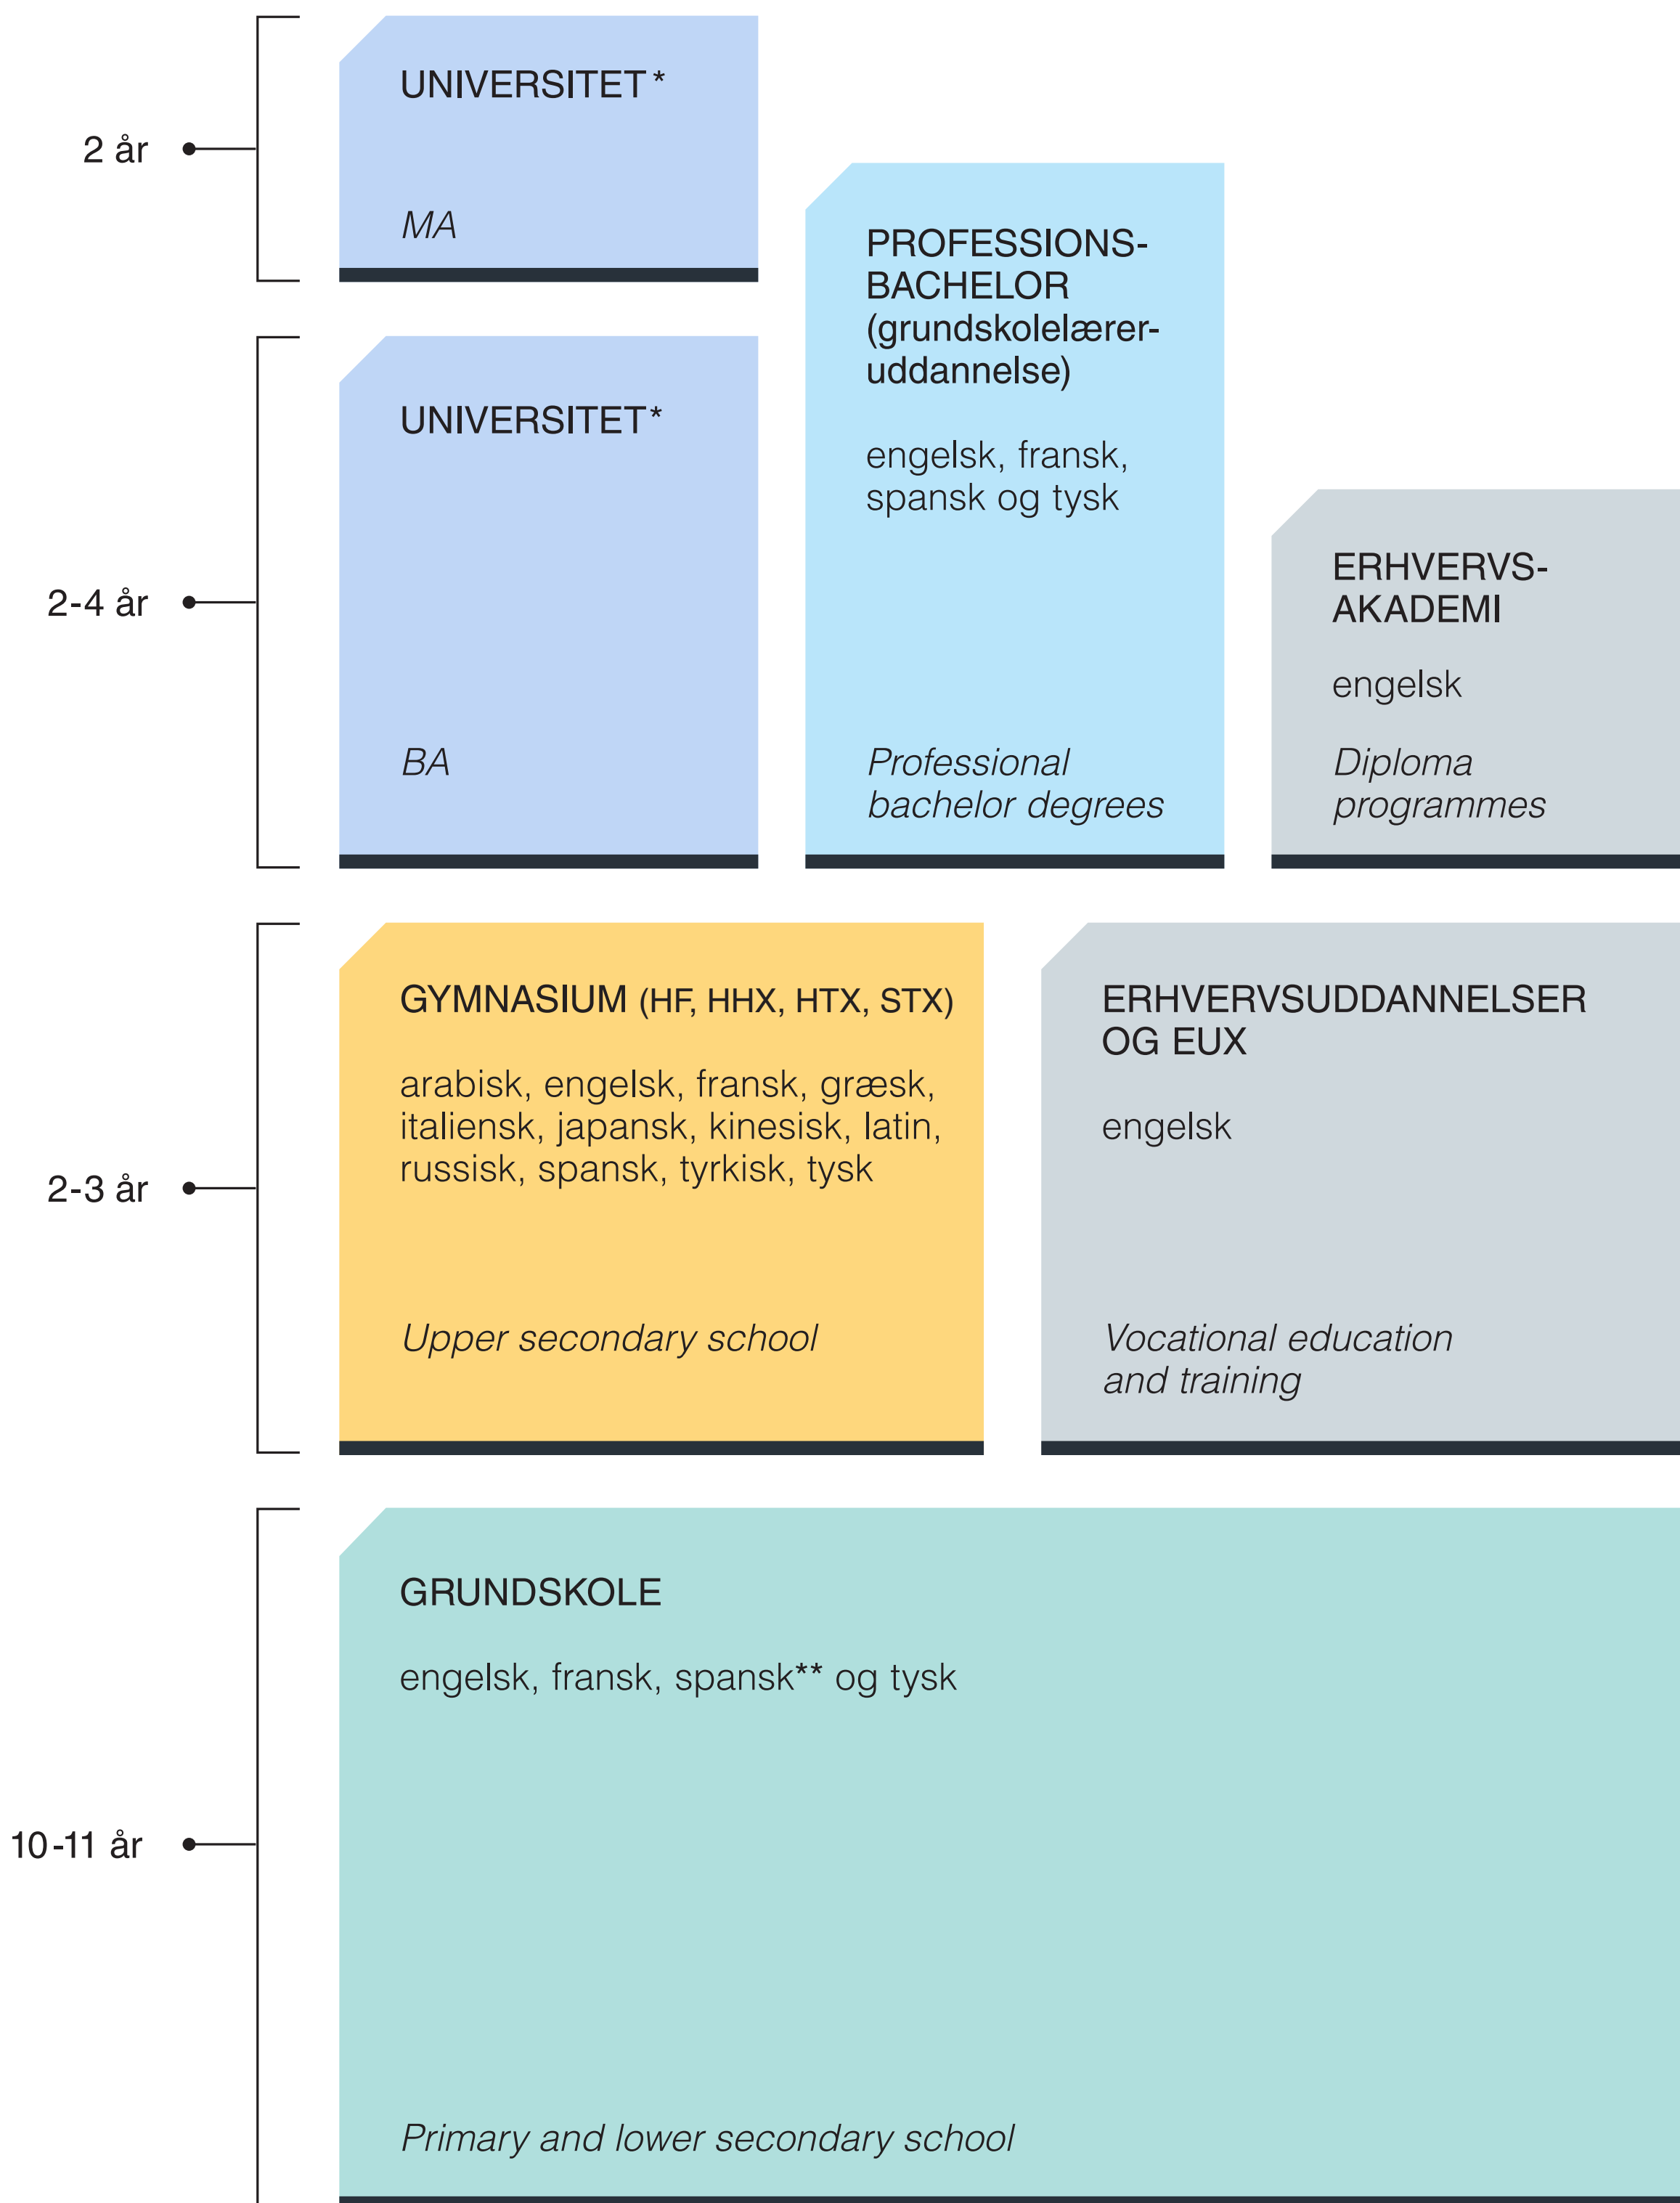 2 år
UNIVERSITET*
MA
2-4 år
UNIVERSITET*
BA
PROFESSIONS-
BACHELOR
(grundskolelærer-
uddannelse)
engelsk, fransk,
spansk og tysk
Professional
bachelor degrees
ERHVERVS-
AKADEMI
engelsk
Diploma
programmes
2-3 år
GYMNASIUM (HF, HHX, HTX, STX)
arabisk, engelsk, fransk, græsk,
italiensk, japansk, kinesisk, latin,
russisk, spansk, tyrkisk, tysk
Upper secondary school
ERHVERVSUDDANNELSER
OG EUX
engelsk
Vocational education
and training
10-11 år
GRUNDSKOLE
engelsk, fransk, spansk** og tysk
Primary and lower secondary school